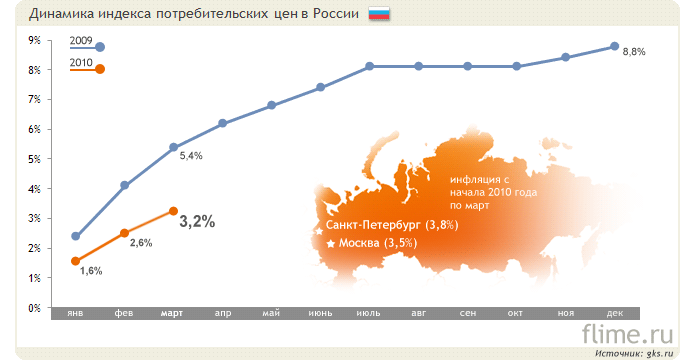 Динамика индекса потребительских цен в России
9%
2009
2010
8,8%
8%
7%
6%
5,4%
5%
4%
инфляция с
начала 2010 года
по март
3%
3,2%
Санкт-Петербург (3,8%)
2,6%
Москва (3,5%)
2%
1,6%
1%
0%
янв фев март апр май июнь июль авг сен окт ноя дек
flime.ru
Источник: gks.ru